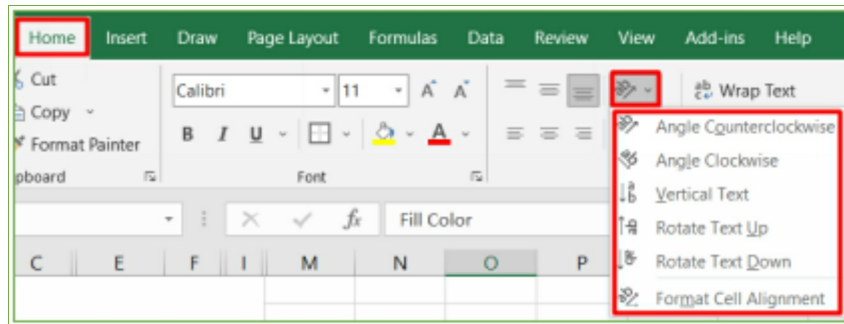 Home Insert Draw Page Layout Formulas Data Review View Add-ins Help
Cut
Calibri 11 A A ab Wrap Text
Copy
B I U A
Format Painter
Font
fx Fill Color
C E F I M N O P
Angle Counterclockwise
Angle Clockwise
Vertical Text
Rotate Text Up
Rotate Text Down
Format Cell Alignment